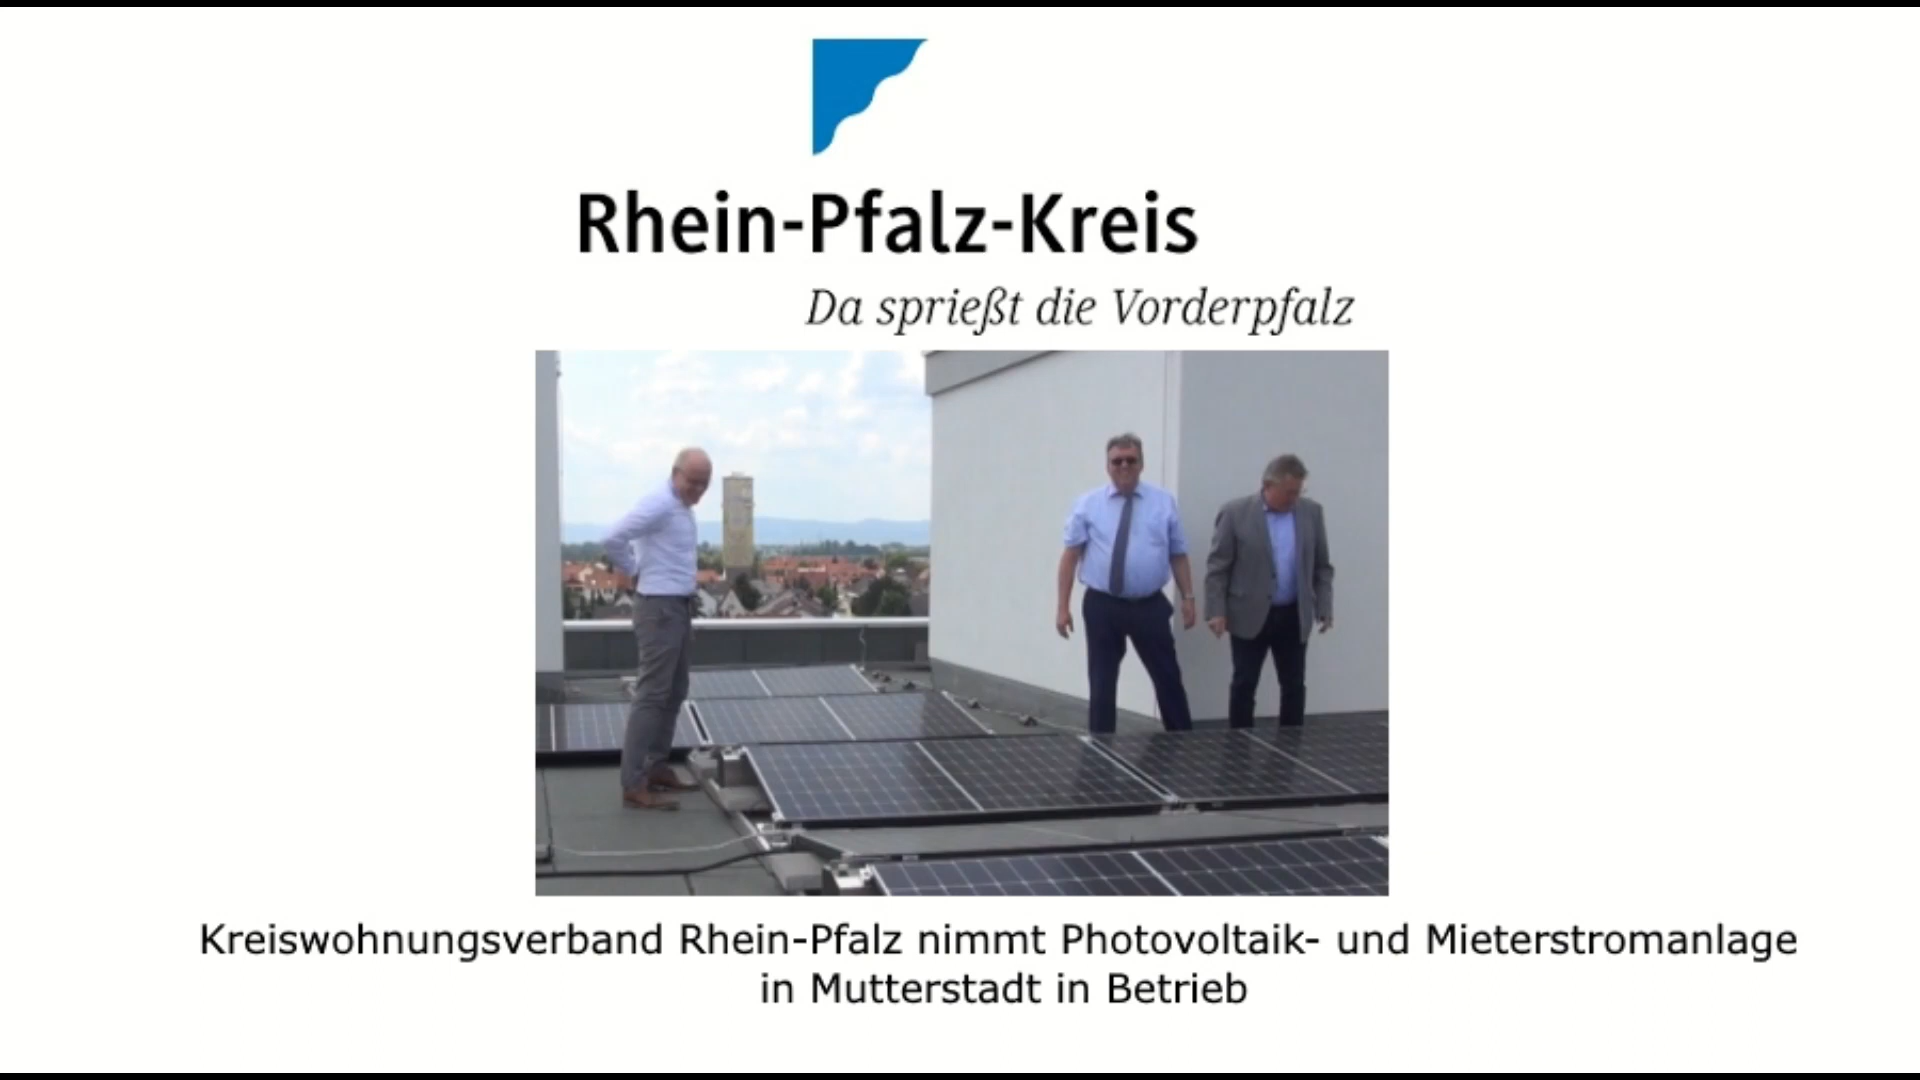 Rhein-Pfalz-Kreis
Da sprießt die Vorderpfalz
Kreiswohnungsverband Rhein-Pfalz nimmt Photovoltaik- und Mieterstromanlage
in Mutterstadt in Betrieb